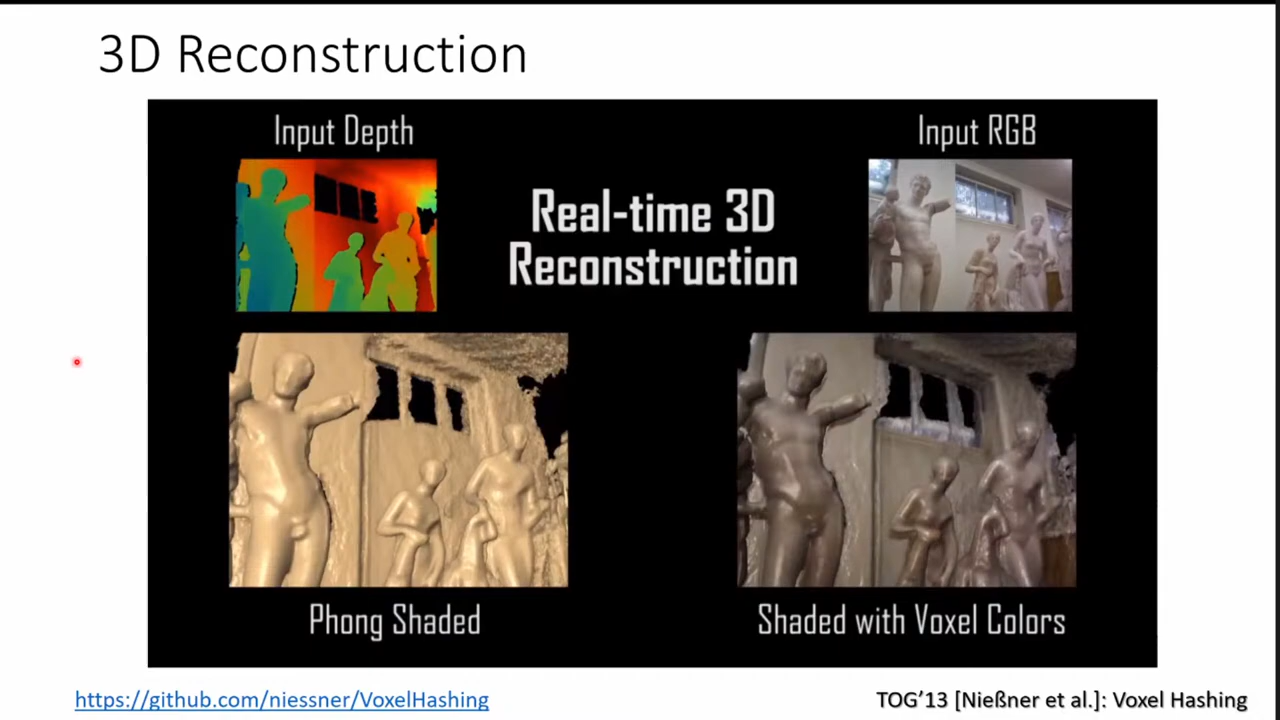 3D Reconstruction
Input Depth
Input RGB
Real-time 3D
Reconstruction
Phong Shaded
Shaded with Voxel Colors
https://github.com/niessner/VoxelHashing
TOG’13 [Nießner et al.]: Voxel Hashing